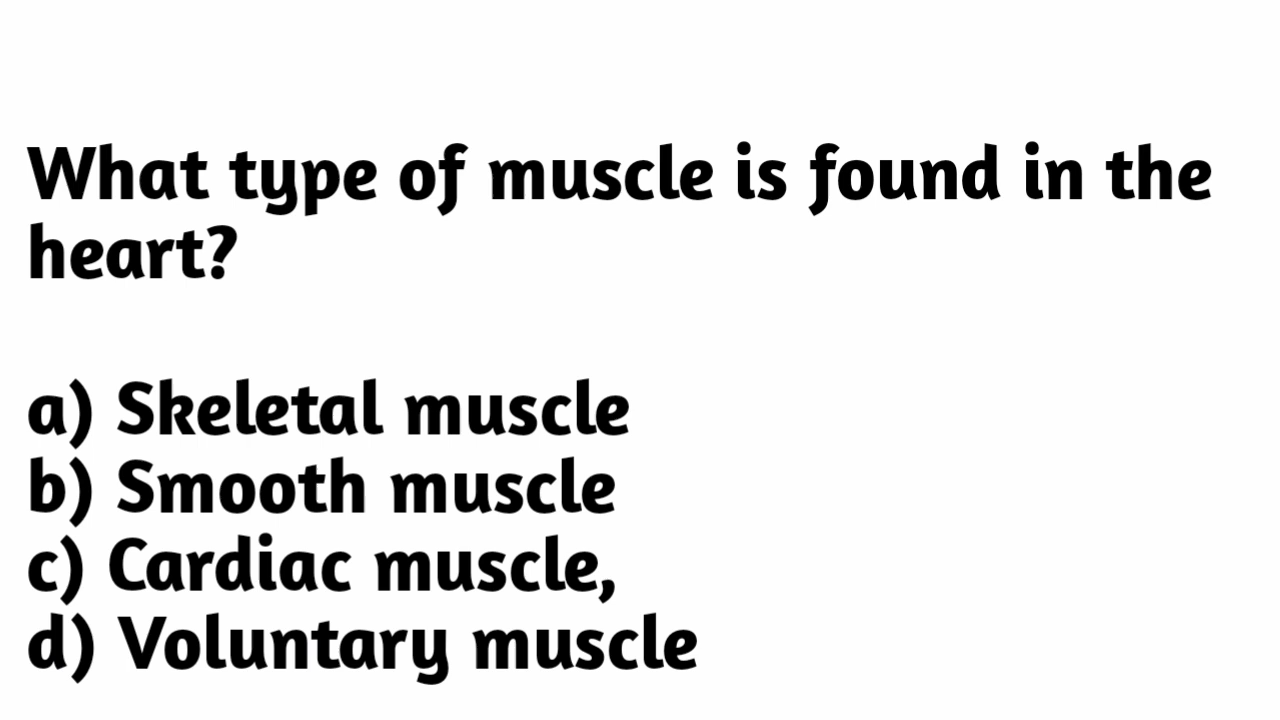 What type of muscle is found in the
heart?
a) Skeletal muscle
b) Smooth muscle
c) Cardiac muscle,
d) Voluntary muscle